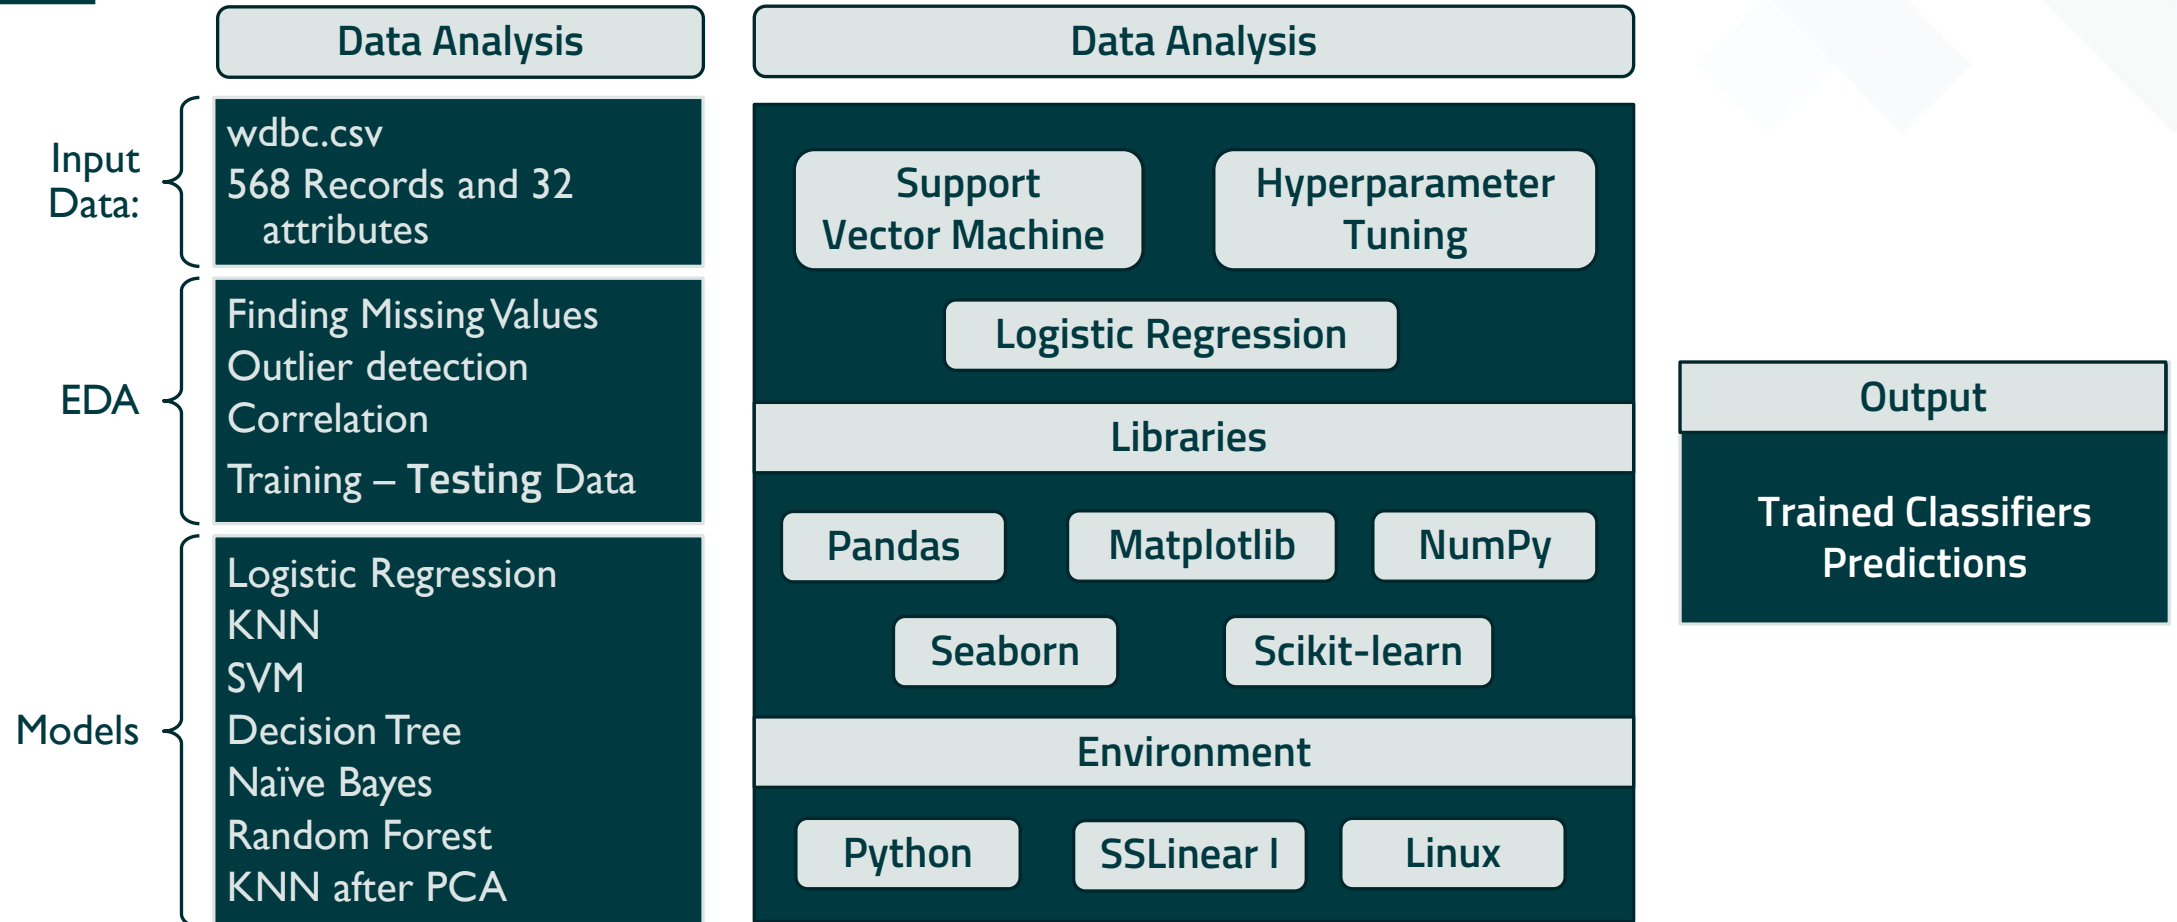 Data Analysis
Input
Data:
wdbc.csv
568 Records and 32
attributes
EDA
Finding Missing Values
Outlier detection
Correlation
Training – Testing Data
Models
Logistic Regression
KNN
SVM
Decision Tree
Naïve Bayes
Random Forest
KNN after PCA
Data Analysis
Support
Vector Machine
Hyperparameter
Tuning
Logistic Regression
Libraries
Pandas
Matplotlib
NumPy
Seaborn
Scikit-learn
Environment
Python
SSLinear I
Linux
Output
Trained Classifiers
Predictions